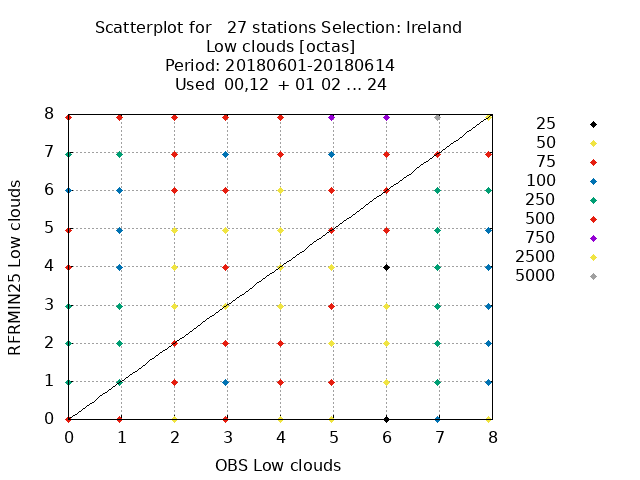 Scatterplot for   27 stations Selection: Ireland
Low clouds [octas]
Period: 20180601-20180614
Used  00,12  + 01 02 ... 24
RFRMIN25 Low clouds
8
7
6
5
4
3
2
1
0
0 1 2 3 4 5 6 7 8
OBS Low clouds
25
50
75
100
250
500
750
2500
5000